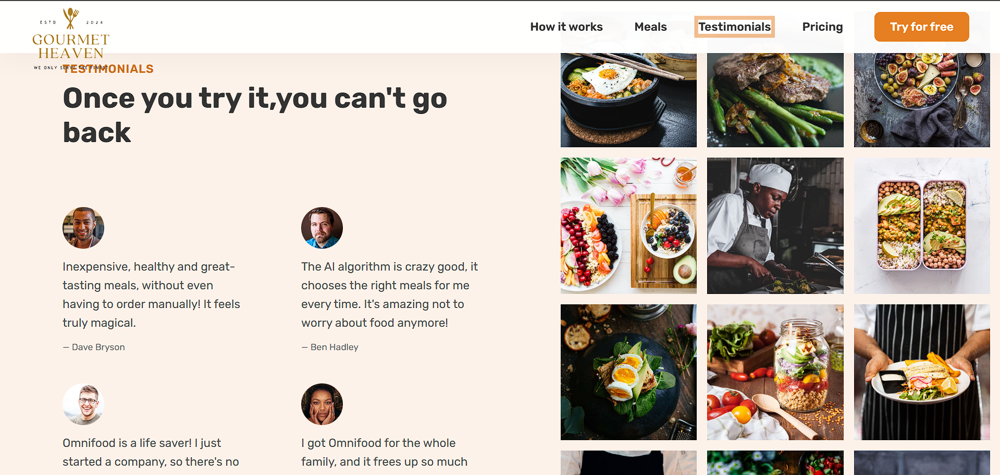 ESTD 2024
GOURMET
HEAVEN
WE ONLY SERVE THE FINEST
How it works
Meals
Testimonials
Pricing
Try for free
TESTIMONIALS
Once you try it,you can't go
back
Inexpensive, healthy and great-
tasting meals, without even
having to order manually! It feels
truly magical.
— Dave Bryson
The AI algorithm is crazy good, it
chooses the right meals for me
every time. It's amazing not to
worry about food anymore!
— Ben Hadley
Omnifood is a life saver! I just
started a company, so there's no
I got Omnifood for the whole
family, and it frees up so much